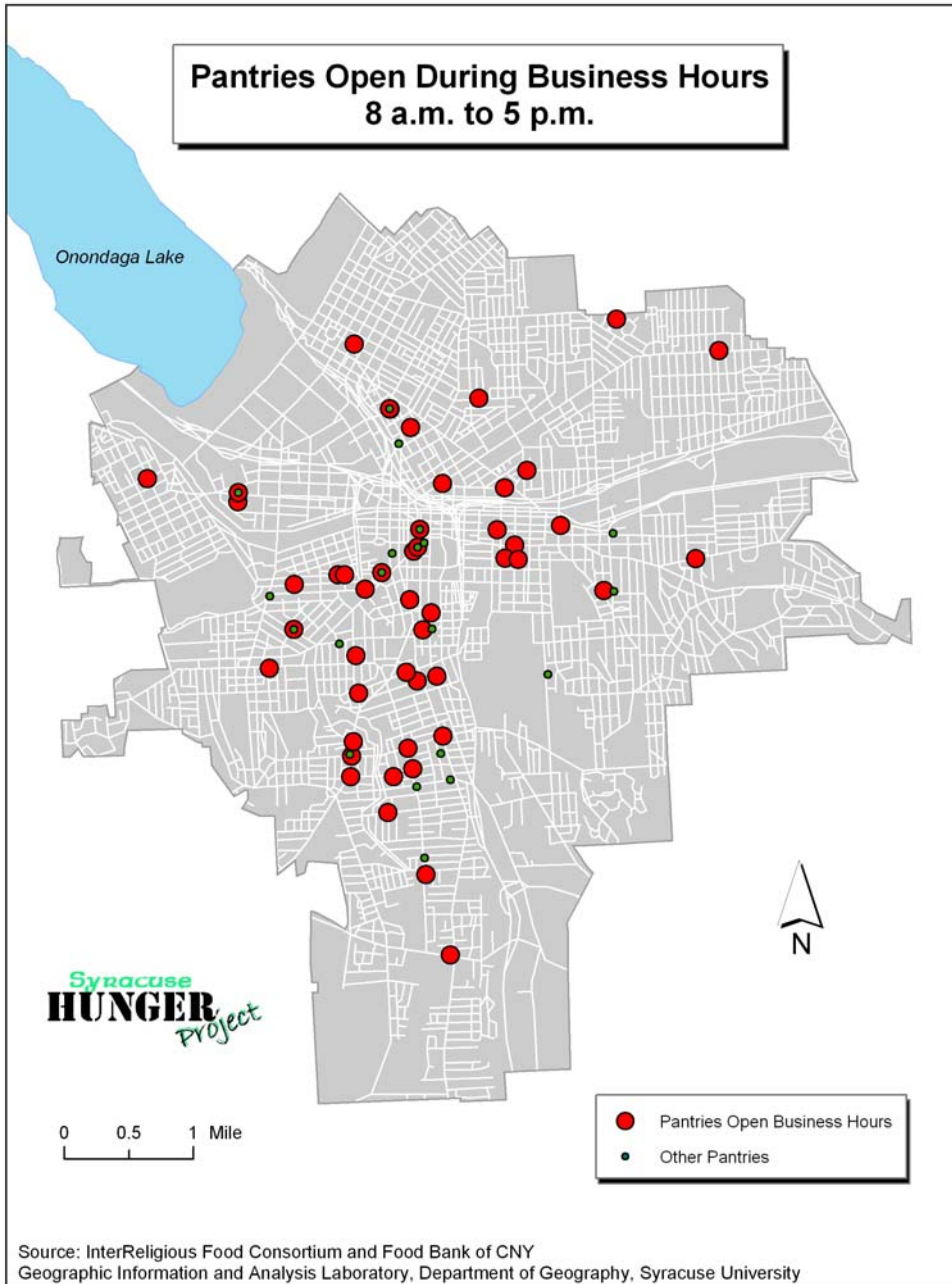 Pantries Open During Business Hours
8 a.m. to 5 p.m.
Onondaga Lake
N
Syracuse
HUNGER
Project
0 0.5 1 Mile
Pantries Open Business Hours
Other Pantries
Source: InterReligious Food Consortium and Food Bank of CNY
Geographic Information and Analysis Laboratory, Department of Geography, Syracuse University